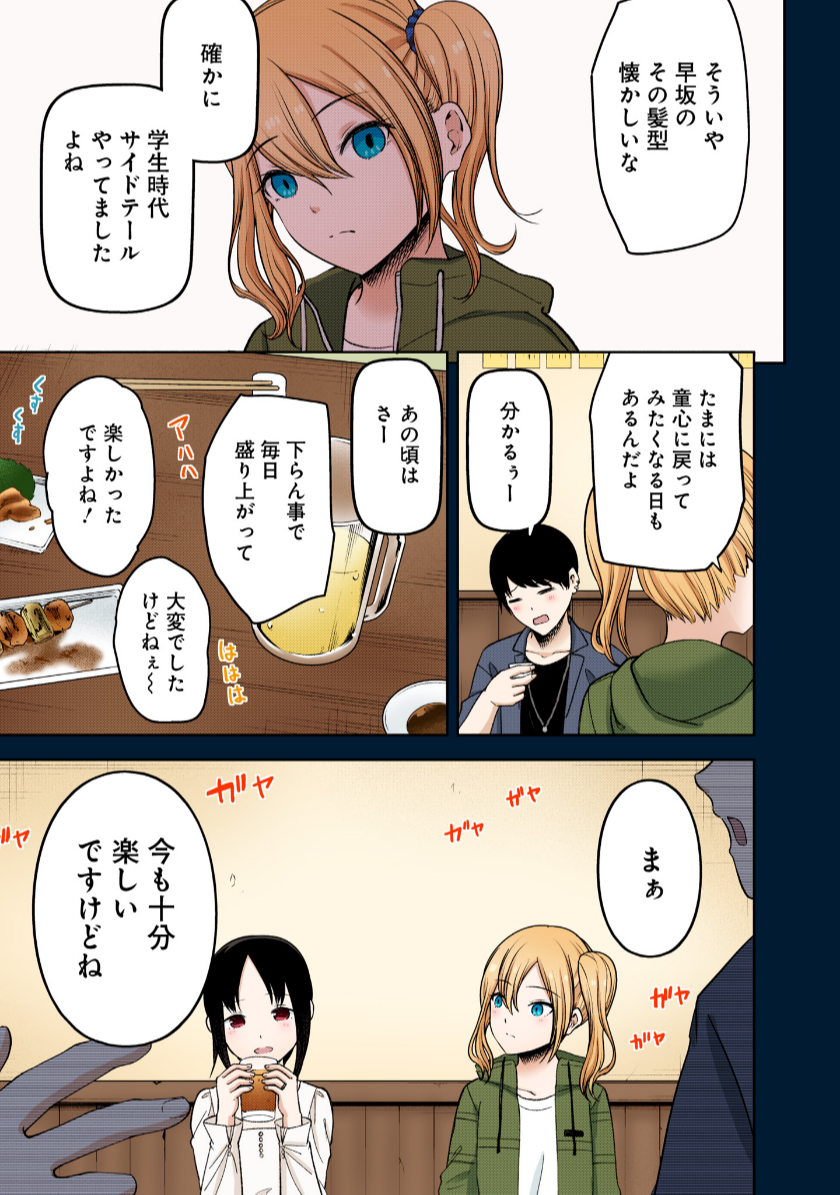 そういや
早坂の
その髪型
懐かしいな
確かに
学生時代
サイドテール
やってました
よね
たまには
童心に戻って
みたくなる日も
あるんだよ
分かるぅー
あの頃は
さー
下らん事で
毎日
盛り上がって
アハハ
楽しかった
ですよね!
くす
くす
大変でした
けどねぇ〜
ははは
まぁ
ガヤ
ガヤ
ガヤ
ガヤ
ガヤ
今も十分
楽しい
ですけどね
ガヤ